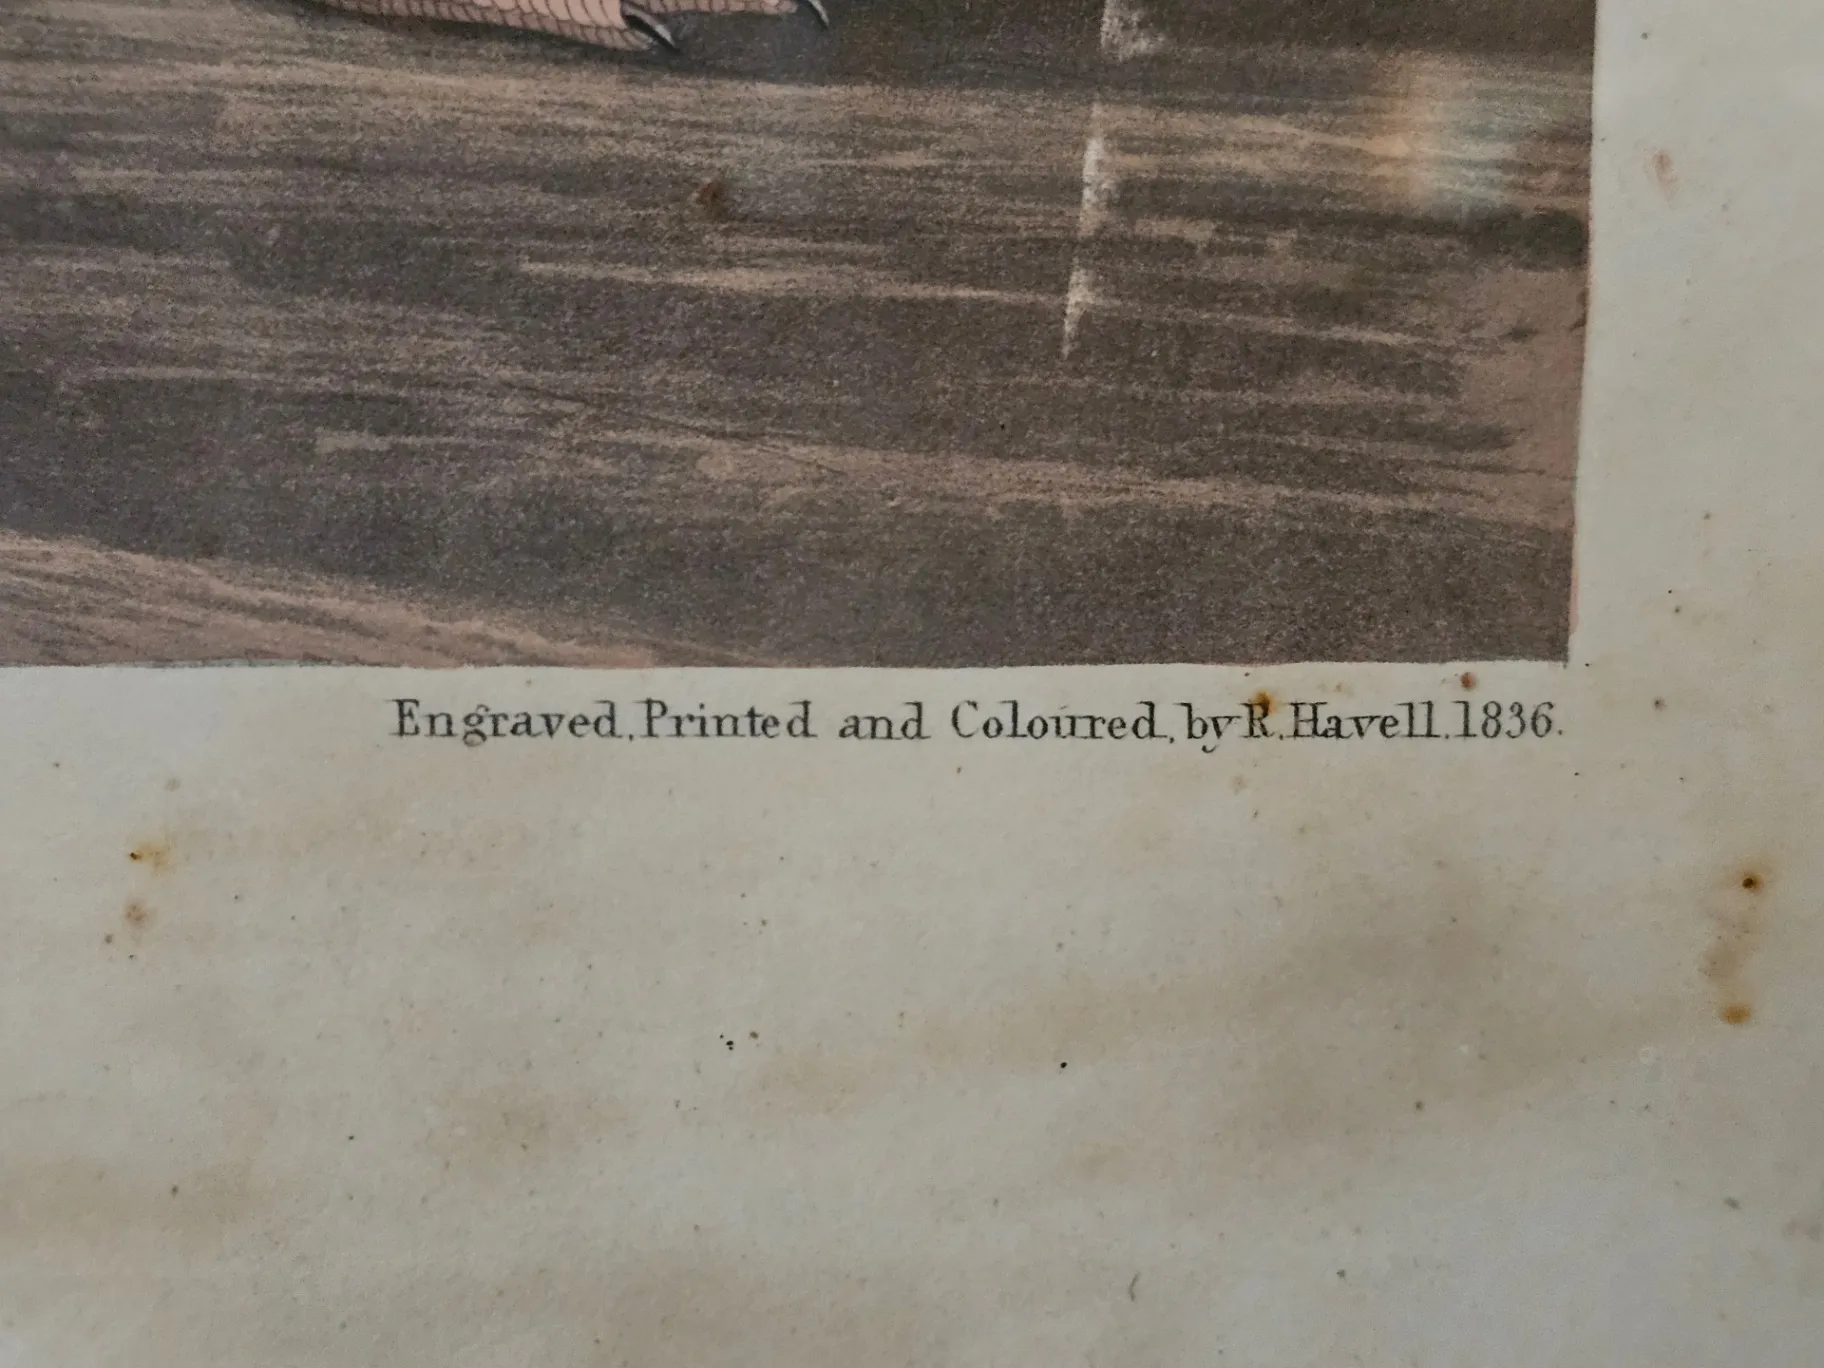 Engraved, Printed and Coloured, by R. Havell. 1836.